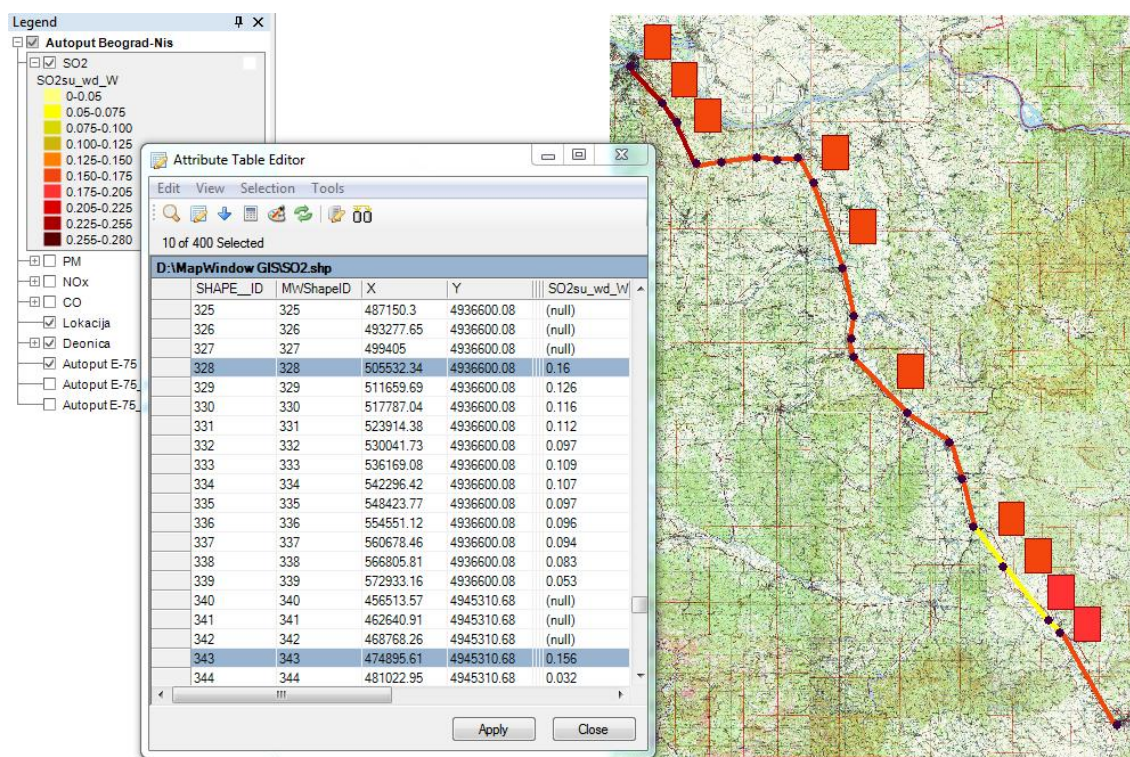 Legend
Autoput Beograd-Nis
SO2
SO2su_wd_W
0-0.05
0.05-0.075
0.075-0.100
0.100-0.125
0.125-0.150
0.150-0.175
0.175-0.205
0.205-0.225
0.225-0.255
0.255-0.280
PM
NOx
CO
Lokacija
Deonica
Autoput E-75
Autoput E-75_
Autoput E-75_
Attribute Table Editor
Edit View Selection Tools
10 of 400 Selected
D:\MapWindow GIS\SO2.shp
SHAPE__ID MWShapeID X Y SO2su_wd_W
325 325 487150.3 4936600.08 (null)
326 326 493277.65 4936600.08 (null)
327 327 499405 4936600.08 (null)
328 328 505532.34 4936600.08 0.16
329 329 511659.69 4936600.08 0.126
330 330 517787.04 4936600.08 0.116
331 331 523914.38 4936600.08 0.112
332 332 530041.73 4936600.08 0.097
333 333 536169.08 4936600.08 0.109
334 334 542296.42 4936600.08 0.107
335 335 548423.77 4936600.08 0.097
336 336 554551.12 4936600.08 0.096
337 337 560678.46 4936600.08 0.094
338 338 566805.81 4936600.08 0.083
339 339 572933.16 4936600.08 0.053
340 340 456513.57 4945310.68 (null)
341 341 462640.91 4945310.68 (null)
342 342 468768.26 4945310.68 (null)
343 343 474895.61 4945310.68 0.156
344 344 481022.95 4945310.68 0.032
Apply Close